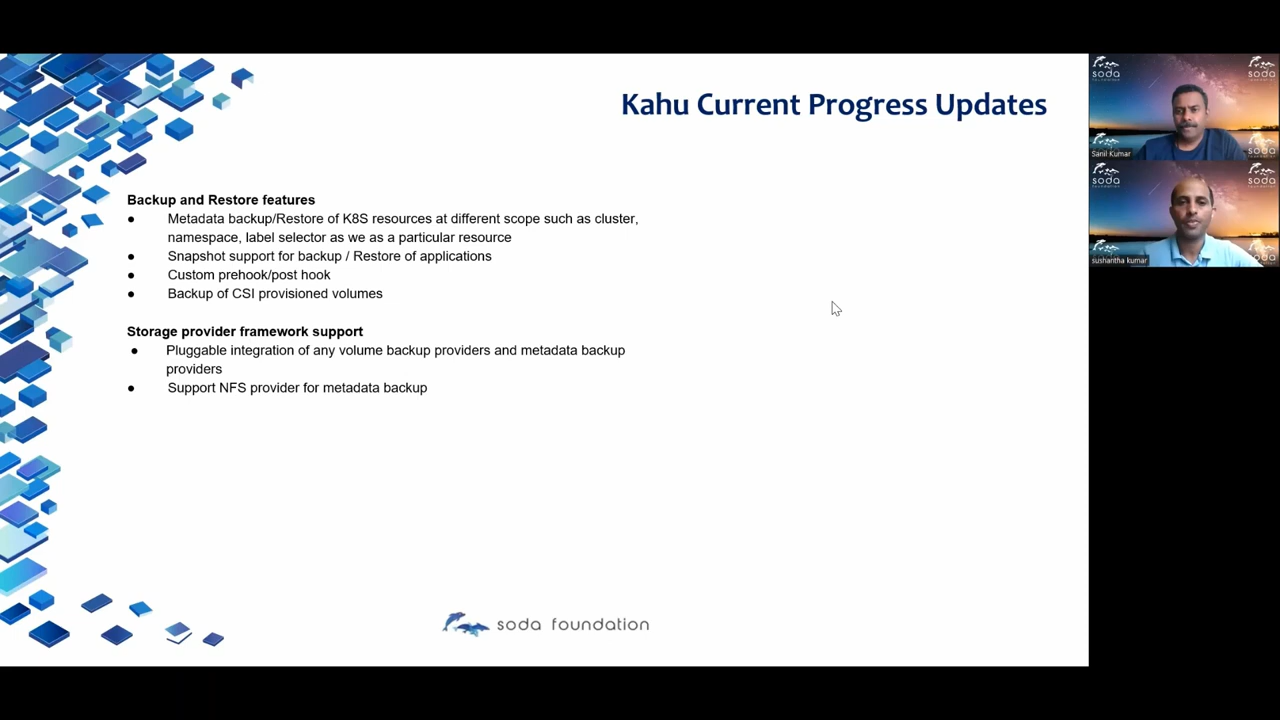 Kahu Current Progress Updates
Backup and Restore features
● Metadata backup/Restore of K8S resources at different scope such as cluster,
namespace, label selector as we as a particular resource
● Snapshot support for backup / Restore of applications
● Custom prehook/post hook
● Backup of CSI provisioned volumes
Storage provider framework support
● Pluggable integration of any volume backup providers and metadata backup
providers
● Support NFS provider for metadata backup
soda foundation
soda
soda
Sanil Kumar
soda
soda
sushantha kumar